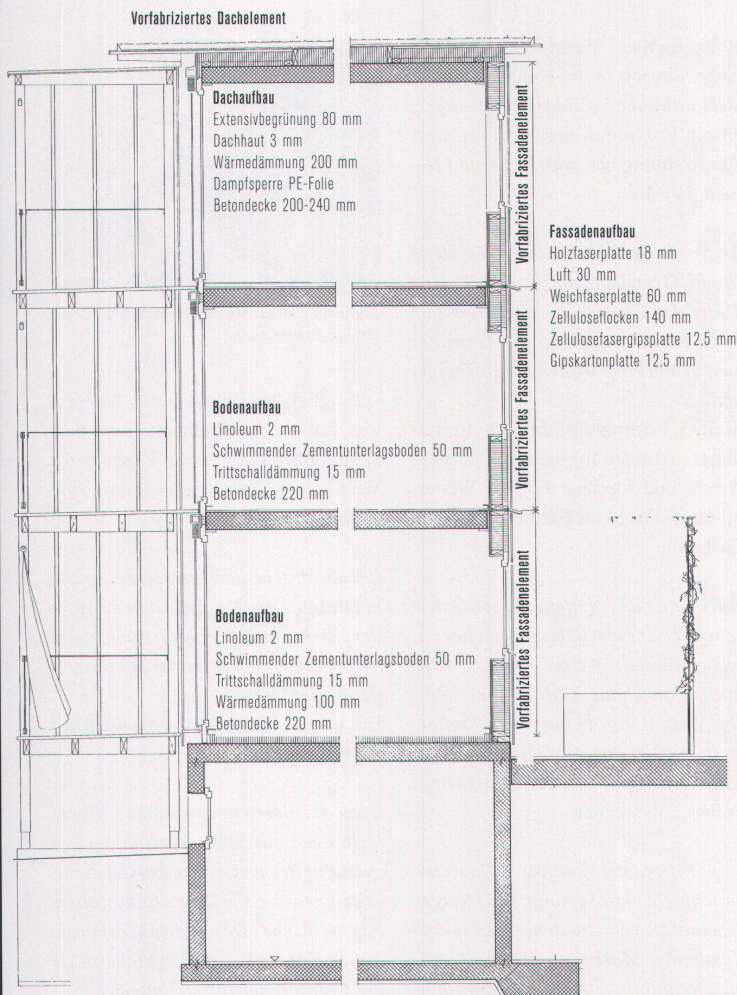 Vorfabriziertes Dachelement
Dachaufbau
Extensivbegrünung 80 mm
Dachhaut 3 mm
Wärmedämmung 200 mm
Dampfsperre PE-Folie
Betondecke 200-240 mm
Vorfabriziertes Fassadenelement
Fassadenaufbau
Holzfaserplatte 18 mm
Luft 30 mm
Weichfaserplatte 60 mm
Zelluloseflocken 140 mm
Zellulosefasergipsplatte 12,5 mm
Gipskartonplatte 12,5 mm
Vorfabriziertes Fassadenelement
Bodenaufbau
Linoleum 2 mm
Schwimmender Zementunterlagsboden 50 mm
Trittschalldämmung 15 mm
Betondecke 220 mm
Vorfabriziertes Fassadenelement
Bodenaufbau
Linoleum 2 mm
Schwimmender Zementunterlagsboden 50 mm
Trittschalldämmung 15 mm
Wärmedämmung 100 mm
Betondecke 220 mm